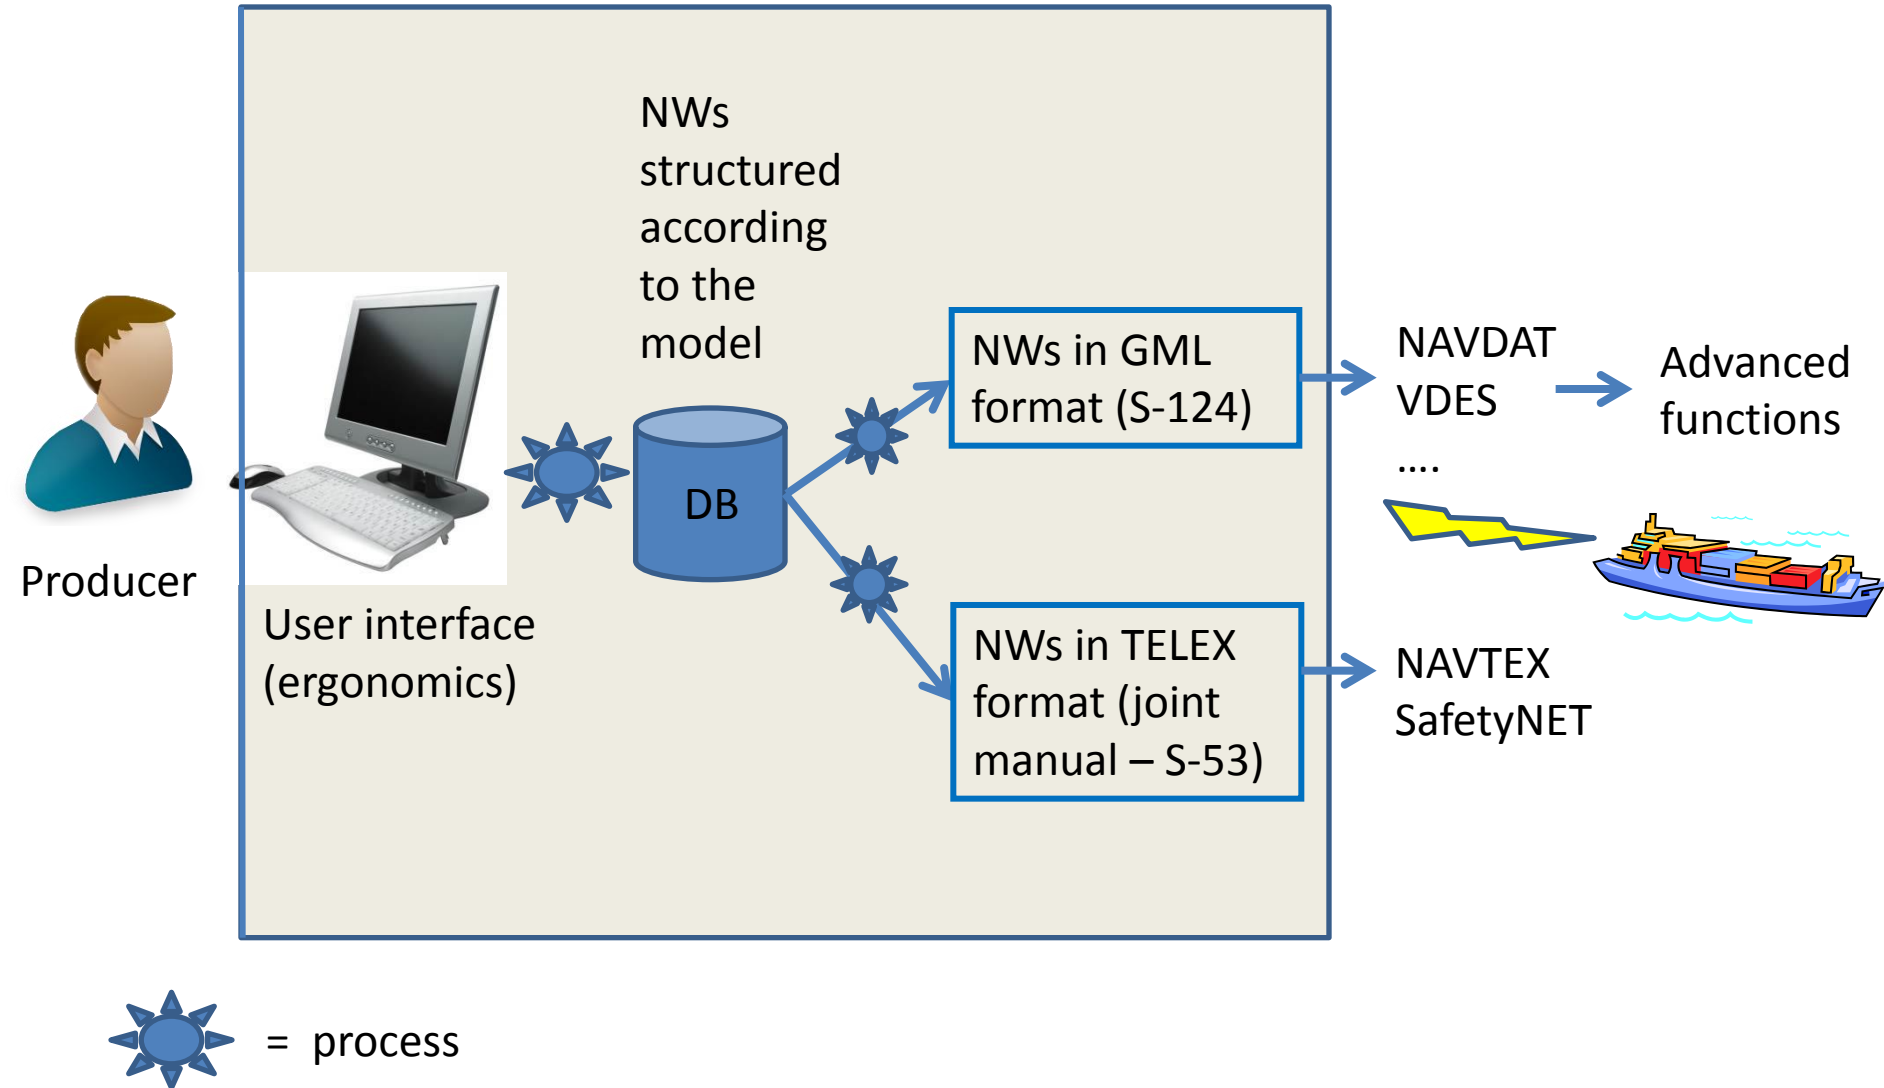 Producer
User interface
(ergonomics)
NWs
structured
according
to the
model
DB
NWs in GML
format (S-124)
NWs in TELEX
format (joint
manual – S-53)
NAVDAT
VDES
....
Advanced
functions
NAVTEX
SafetyNET
= process